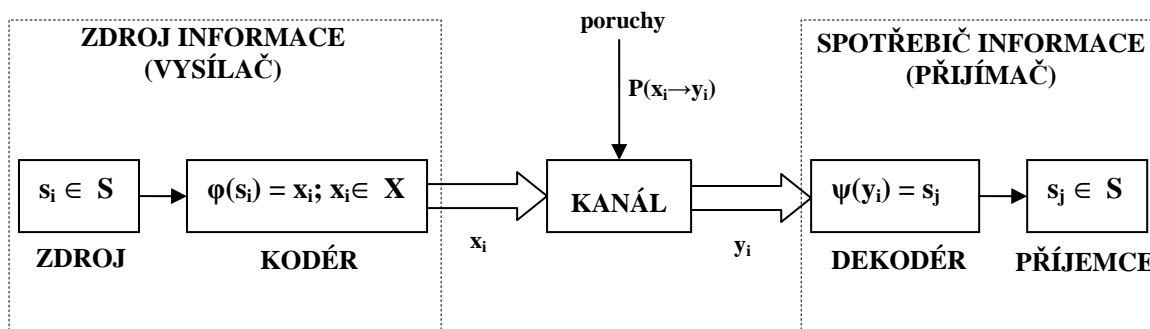 ZDROJ INFORMACE
(VYSÍLAČ)
poruchy
SPOTŘEBIČ INFORMACE
(PŘIJÍMAČ)
P(xᵢ→yᵢ)
sᵢ ∈ S
φ(sᵢ) = xᵢ; xᵢ∈ X
KANÁL
ψ(yᵢ) = sⱼ
sⱼ ∈ S
xᵢ
yᵢ
ZDROJ
KODÉR
DEKODÉR
PŘÍJEMCE